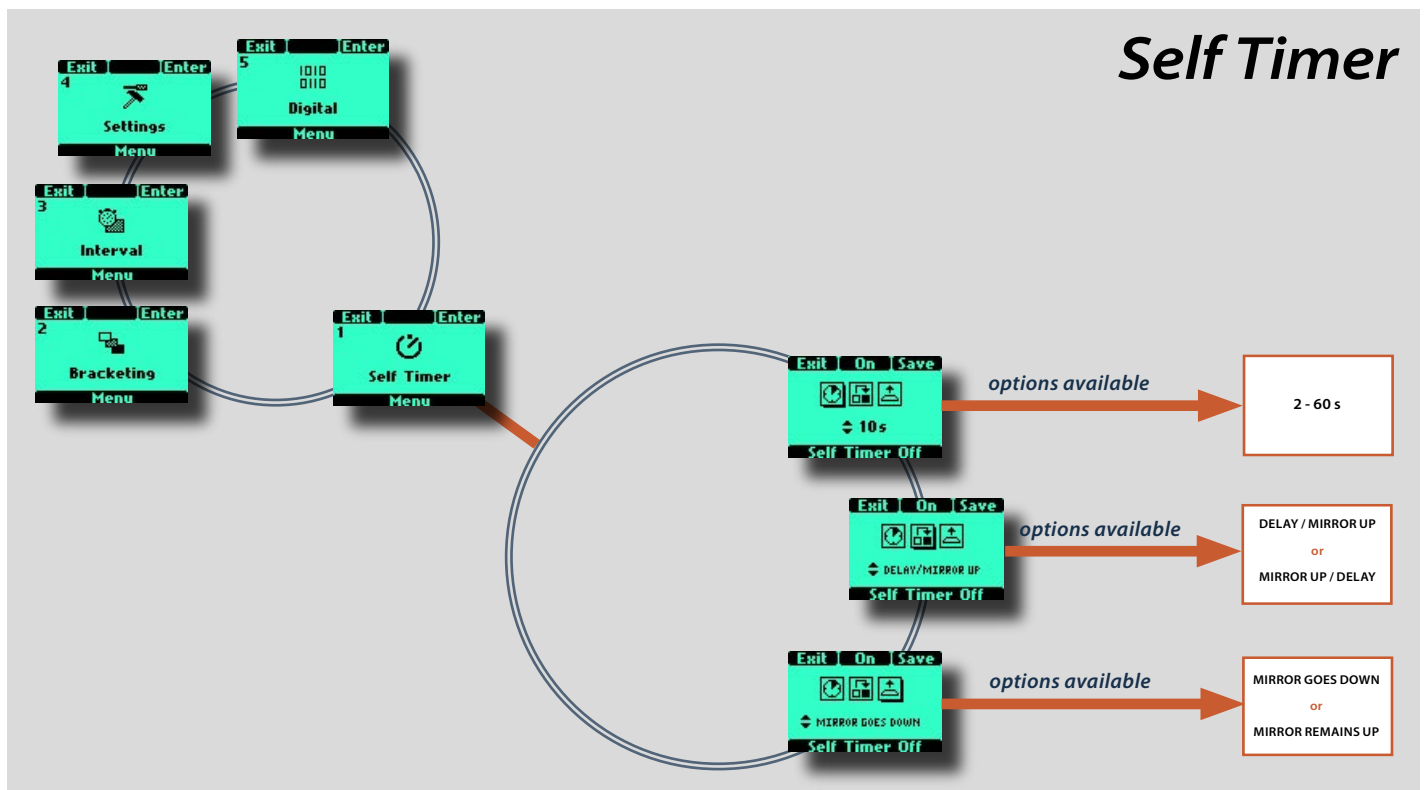 Self Timer
Exit Enter
5
1010
0110
Digital
Menu
Exit Enter
4
Settings
Menu
Exit Enter
3
Interval
Menu
Exit Enter
2
Bracketing
Menu
Exit Enter
1
Self Timer
Menu
Exit On Save
10s
Self Timer Off
options available
2 - 60 s
Exit On Save
DELAY/MIRROR UP
Self Timer Off
options available
DELAY / MIRROR UP
or
MIRROR UP / DELAY
Exit On Save
MIRROR GOES DOWN
Self Timer Off
options available
MIRROR GOES DOWN
or
MIRROR REMAINS UP